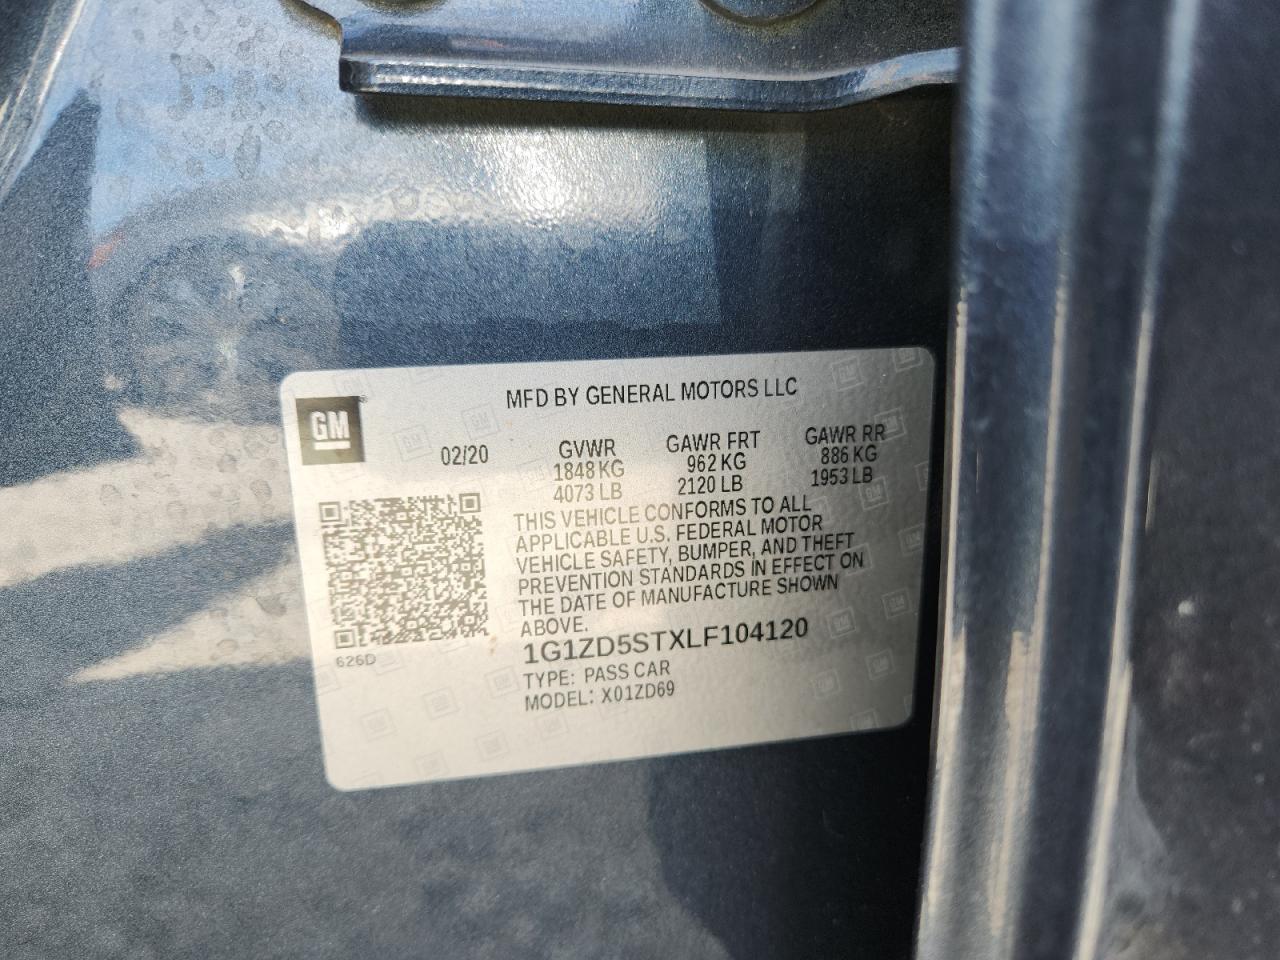 MFD BY GENERAL MOTORS LLC
GM
02/20 GVWR GAWR FRT GAWR RR
1848 KG 962 KG 886 KG
4073 LB 2120 LB 1953 LB
THIS VEHICLE CONFORMS TO ALL
APPLICABLE U.S. FEDERAL MOTOR
VEHICLE SAFETY, BUMPER, AND THEFT
PREVENTION STANDARDS IN EFFECT ON
THE DATE OF MANUFACTURE SHOWN
ABOVE.
626D
1G1ZD5STXLF104120
TYPE: PASS CAR
MODEL: X01ZD69